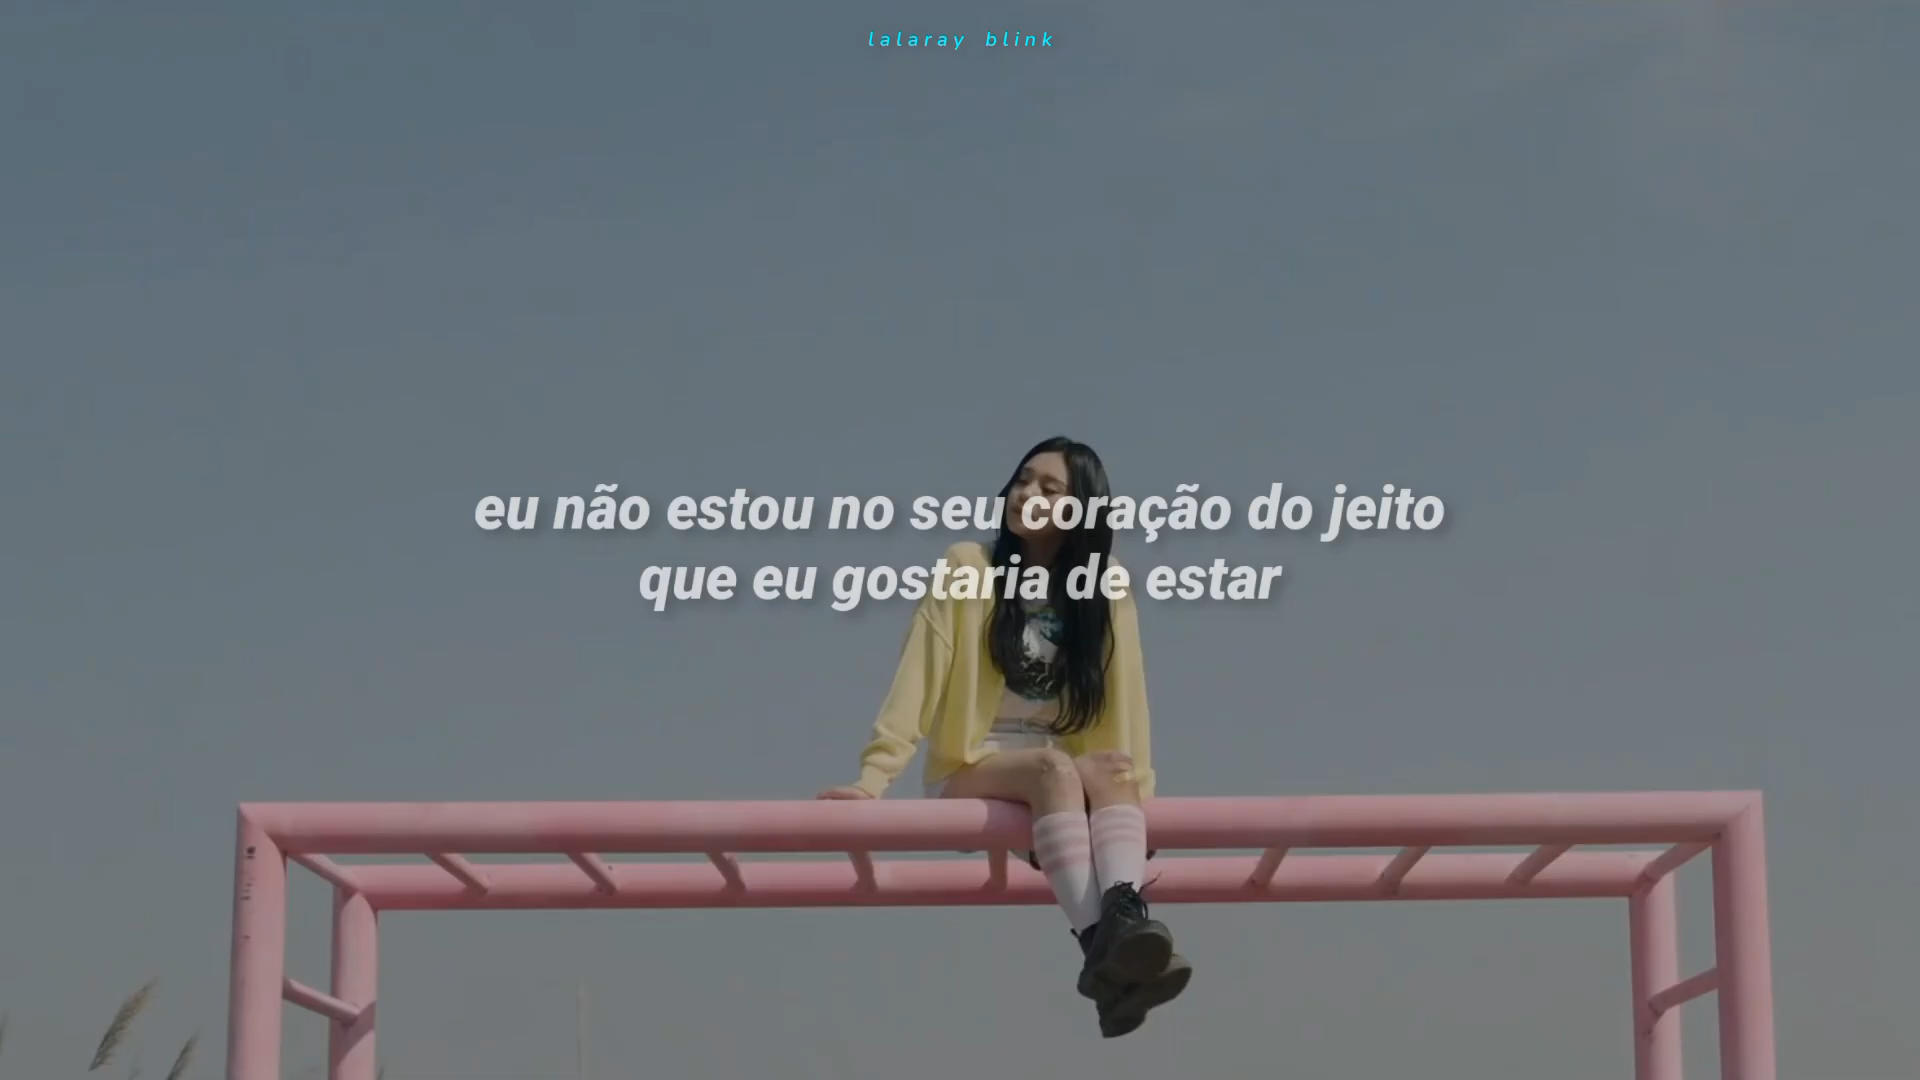 lalaray blink
eu não estou no seu coração do jeito
que eu gostaria de estar